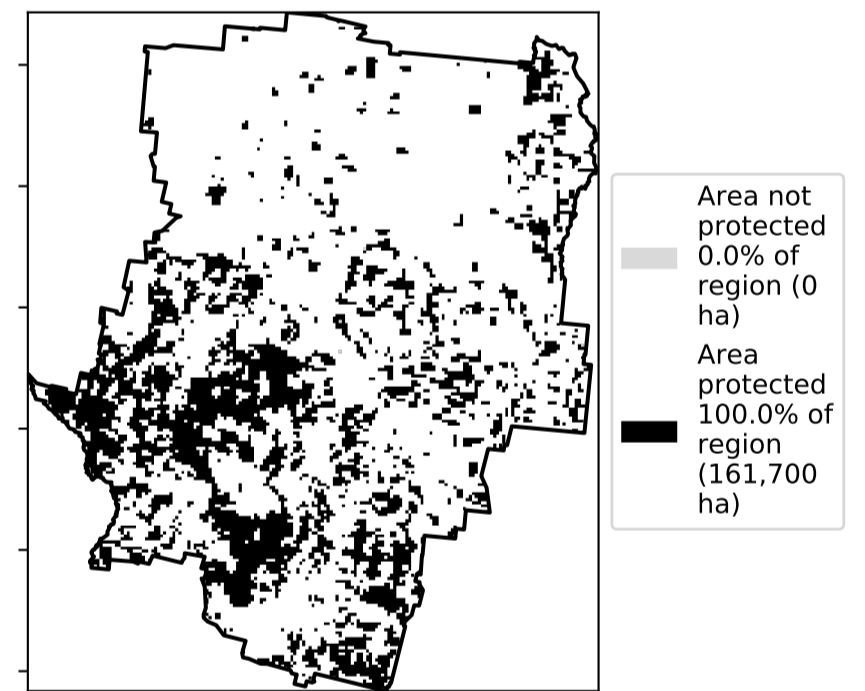 Area not
protected
0.0% of
region (0
ha)
Area
protected
100.0% of
region
(161,700
ha)